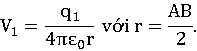 V₁ = q₁/(4πε₀r) với r = AB/2.